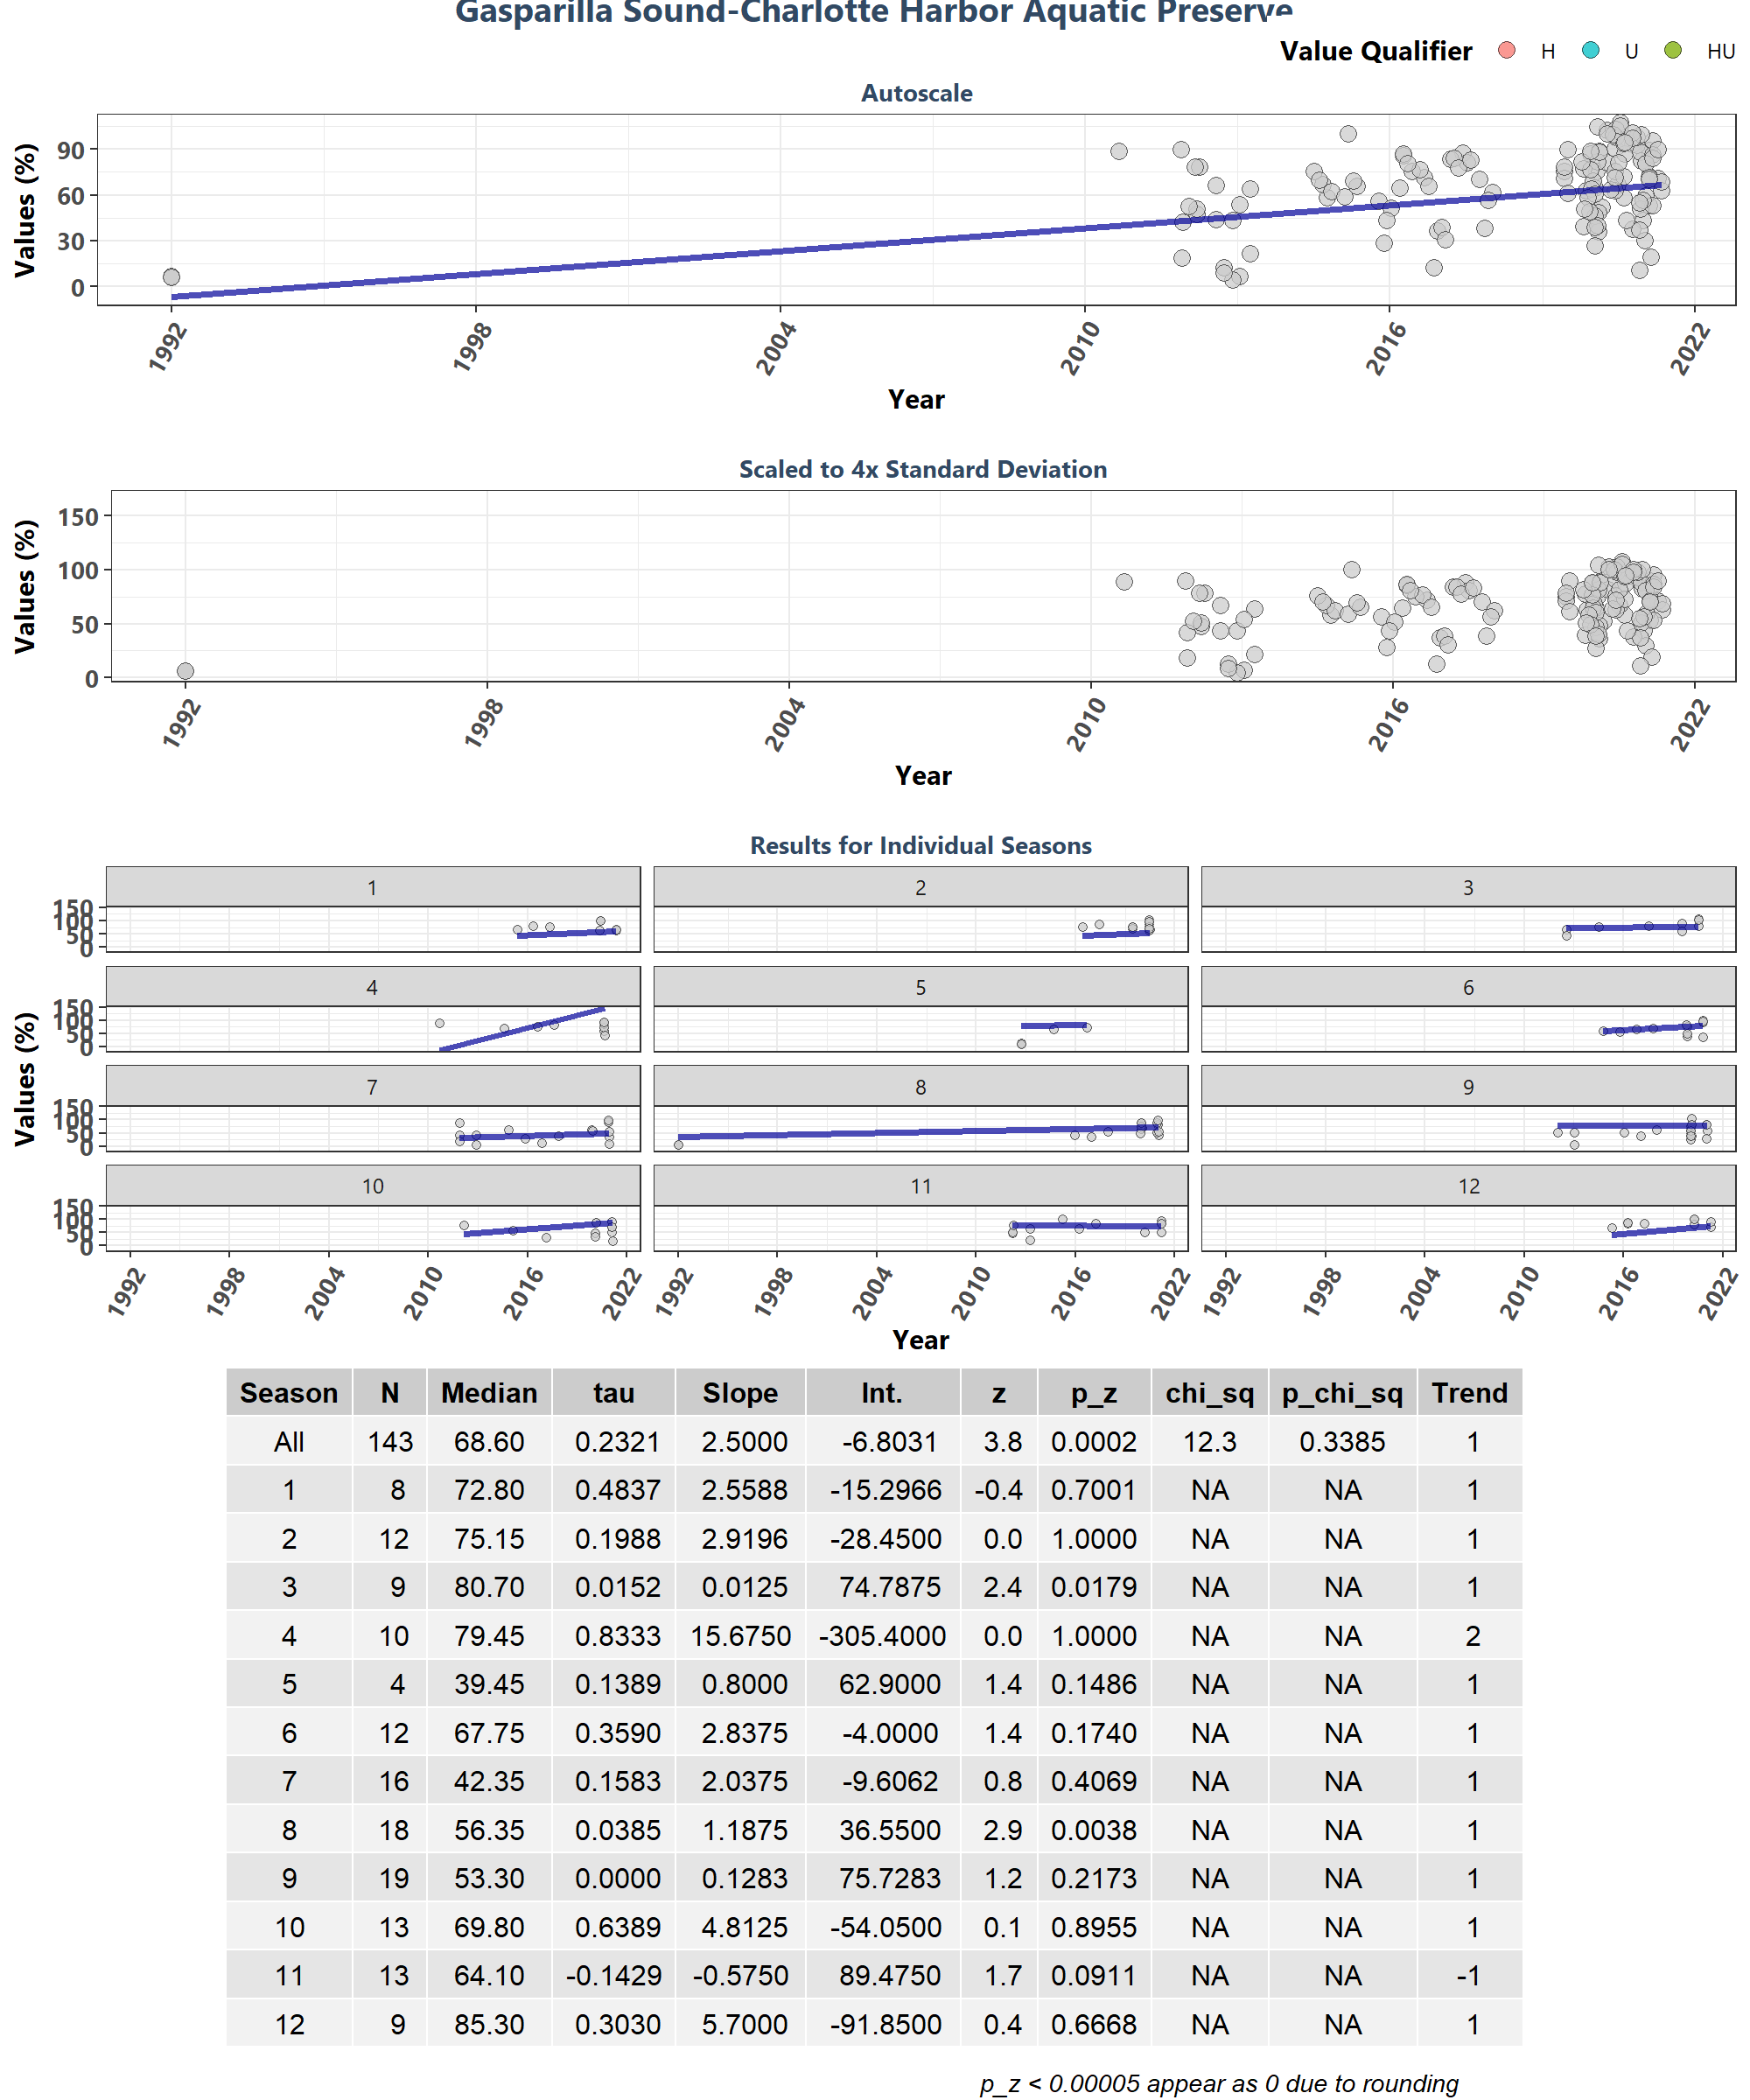 Gasparilla Sound-Charlotte Harbor Aquatic Preserve
Value Qualifier H U HU
Autoscale
Values (%)
90
60
30
0
1992 1998 2004 2010 2016 2022
Year
Scaled to 4x Standard Deviation
Values (%)
150
100
50
0
1992 1998 2004 2010 2016 2022
Year
Results for Individual Seasons
Values (%)
1 2 3
150
100
50
0
4 5 6
150
100
50
0
7 8 9
150
100
50
0
10 11 12
150
100
50
0
1992 1998 2004 2010 2016 2022 1992 1998 2004 2010 2016 2022 1992 1998 2004 2010 2016 2022
Year
Season N Median tau Slope Int. z p_z chi_sq p_chi_sq Trend
All 143 68.60 0.2321 2.5000 -6.8031 3.8 0.0002 12.3 0.3385 1
1 8 72.80 0.4837 2.5588 -15.2966 -0.4 0.7001 NA NA 1
2 12 75.15 0.1988 2.9196 -28.4500 0.0 1.0000 NA NA 1
3 9 80.70 0.0152 0.0125 74.7875 2.4 0.0179 NA NA 1
4 10 79.45 0.8333 15.6750 -305.4000 0.0 1.0000 NA NA 2
5 4 39.45 0.1389 0.8000 62.9000 1.4 0.1486 NA NA 1
6 12 67.75 0.3590 2.8375 -4.0000 1.4 0.1740 NA NA 1
7 16 42.35 0.1583 2.0375 -9.6062 0.8 0.4069 NA NA 1
8 18 56.35 0.0385 1.1875 36.5500 2.9 0.0038 NA NA 1
9 19 53.30 0.0000 0.1283 75.7283 1.2 0.2173 NA NA 1
10 13 69.80 0.6389 4.8125 -54.0500 0.1 0.8955 NA NA 1
11 13 64.10 -0.1429 -0.5750 89.4750 1.7 0.0911 NA NA -1
12 9 85.30 0.3030 5.7000 -91.8500 0.4 0.6668 NA NA 1
p_z < 0.00005 appear as 0 due to rounding